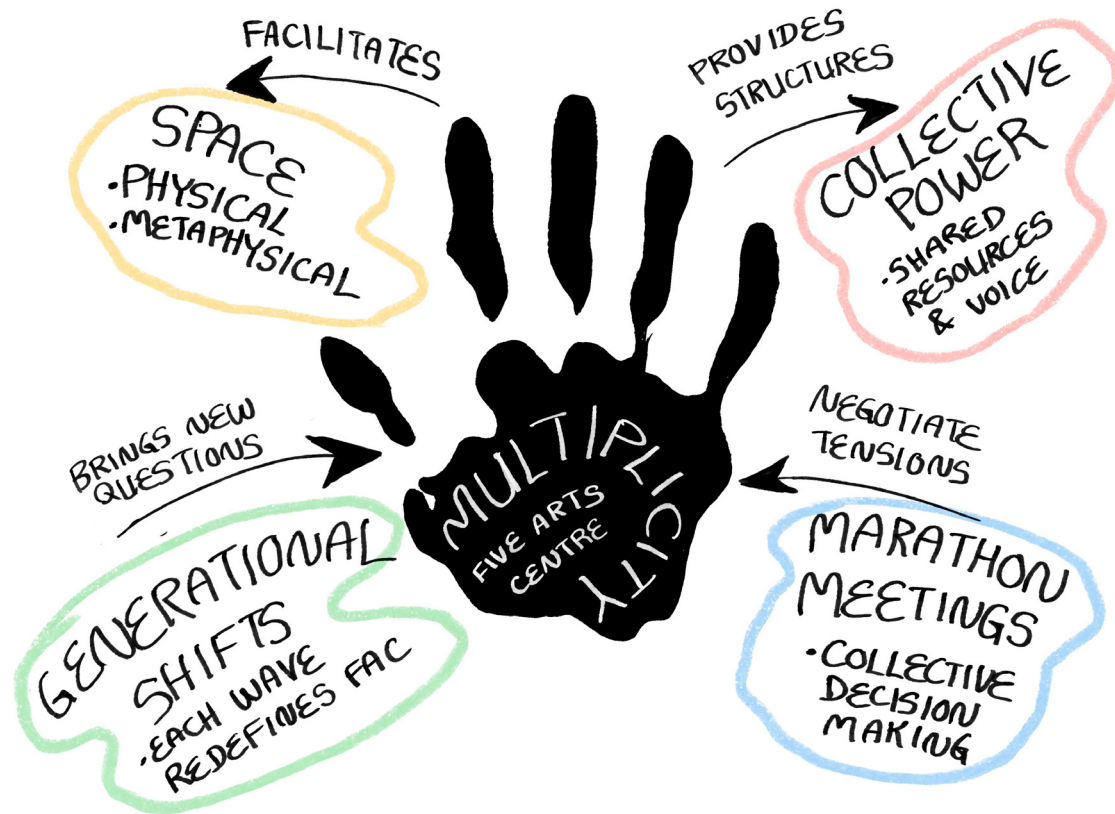 FACILITATES
SPACE
•PHYSICAL
•METAPHYSICAL
PROVIDES
STRUCTURES
COLLECTIVE
POWER
•SHARED
RESOURCES
& VOICE
MULTIPLICITY
FIVE ARTS
CENTRE
BRINGS NEW
QUESTIONS
GENERATIONAL
SHIFTS
•EACH WAVE
REDEFINES FAC
NEGOTIATE
TENSIONS
MARATHON
MEETINGS
•COLLECTIVE
DECISION
MAKING